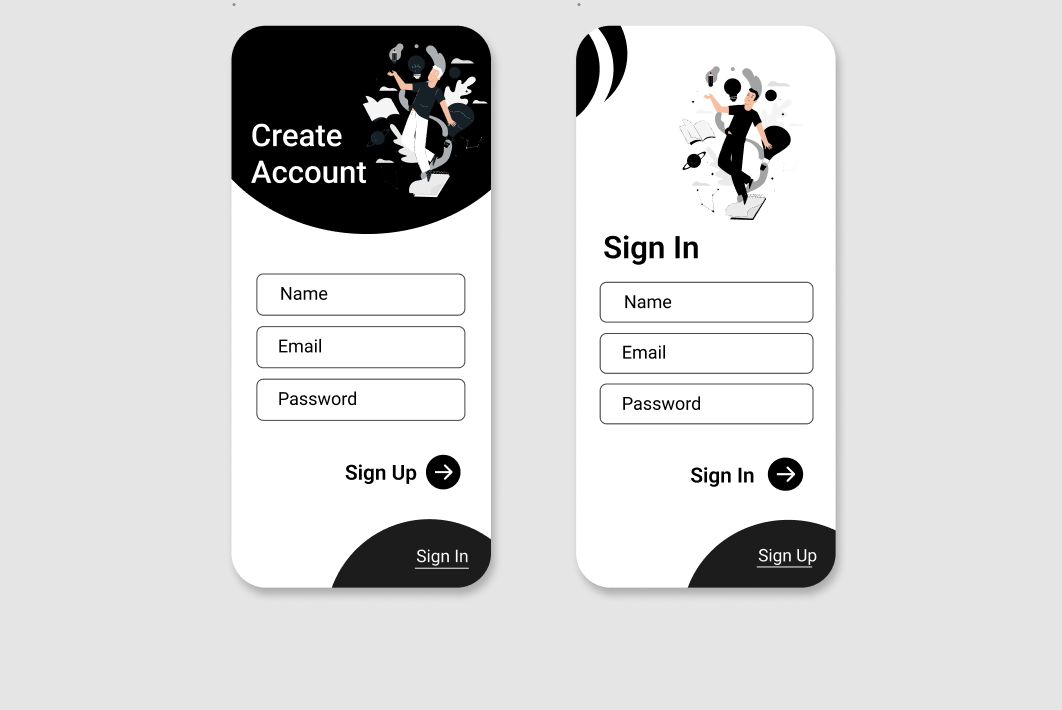 Create
Account
Name
Email
Password
Sign Up
Sign In
Sign In
Name
Email
Password
Sign In
Sign Up